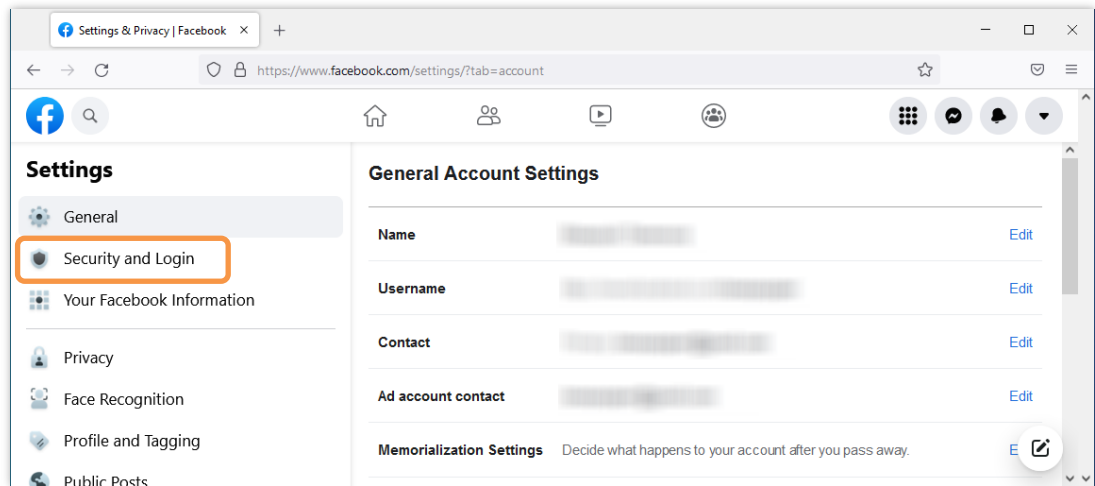 Settings & Privacy | Facebook
https://www.facebook.com/settings/?tab=account
Settings
General
Security and Login
Your Facebook Information
Privacy
Face Recognition
Profile and Tagging
Public Posts
General Account Settings
Name Edit
Username Edit
Contact Edit
Ad account contact Edit
Memorialization Settings Decide what happens to your account after you pass away.